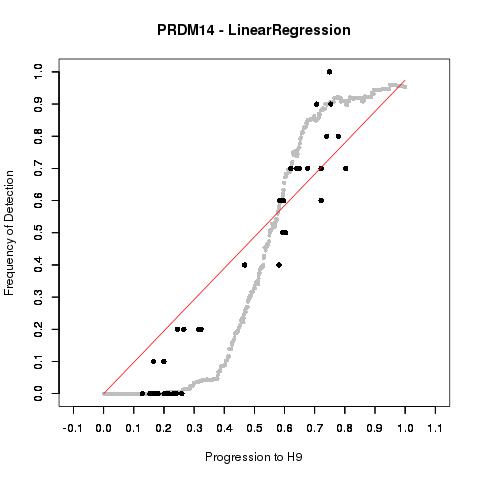 PRDM14 - LinearRegression
Frequency of Detection
1.0
0.9
0.8
0.7
0.6
0.5
0.4
0.3
0.2
0.1
0.0
-0.1 0.0 0.1 0.2 0.3 0.4 0.5 0.6 0.7 0.8 0.9 1.0 1.1
Progression to H9